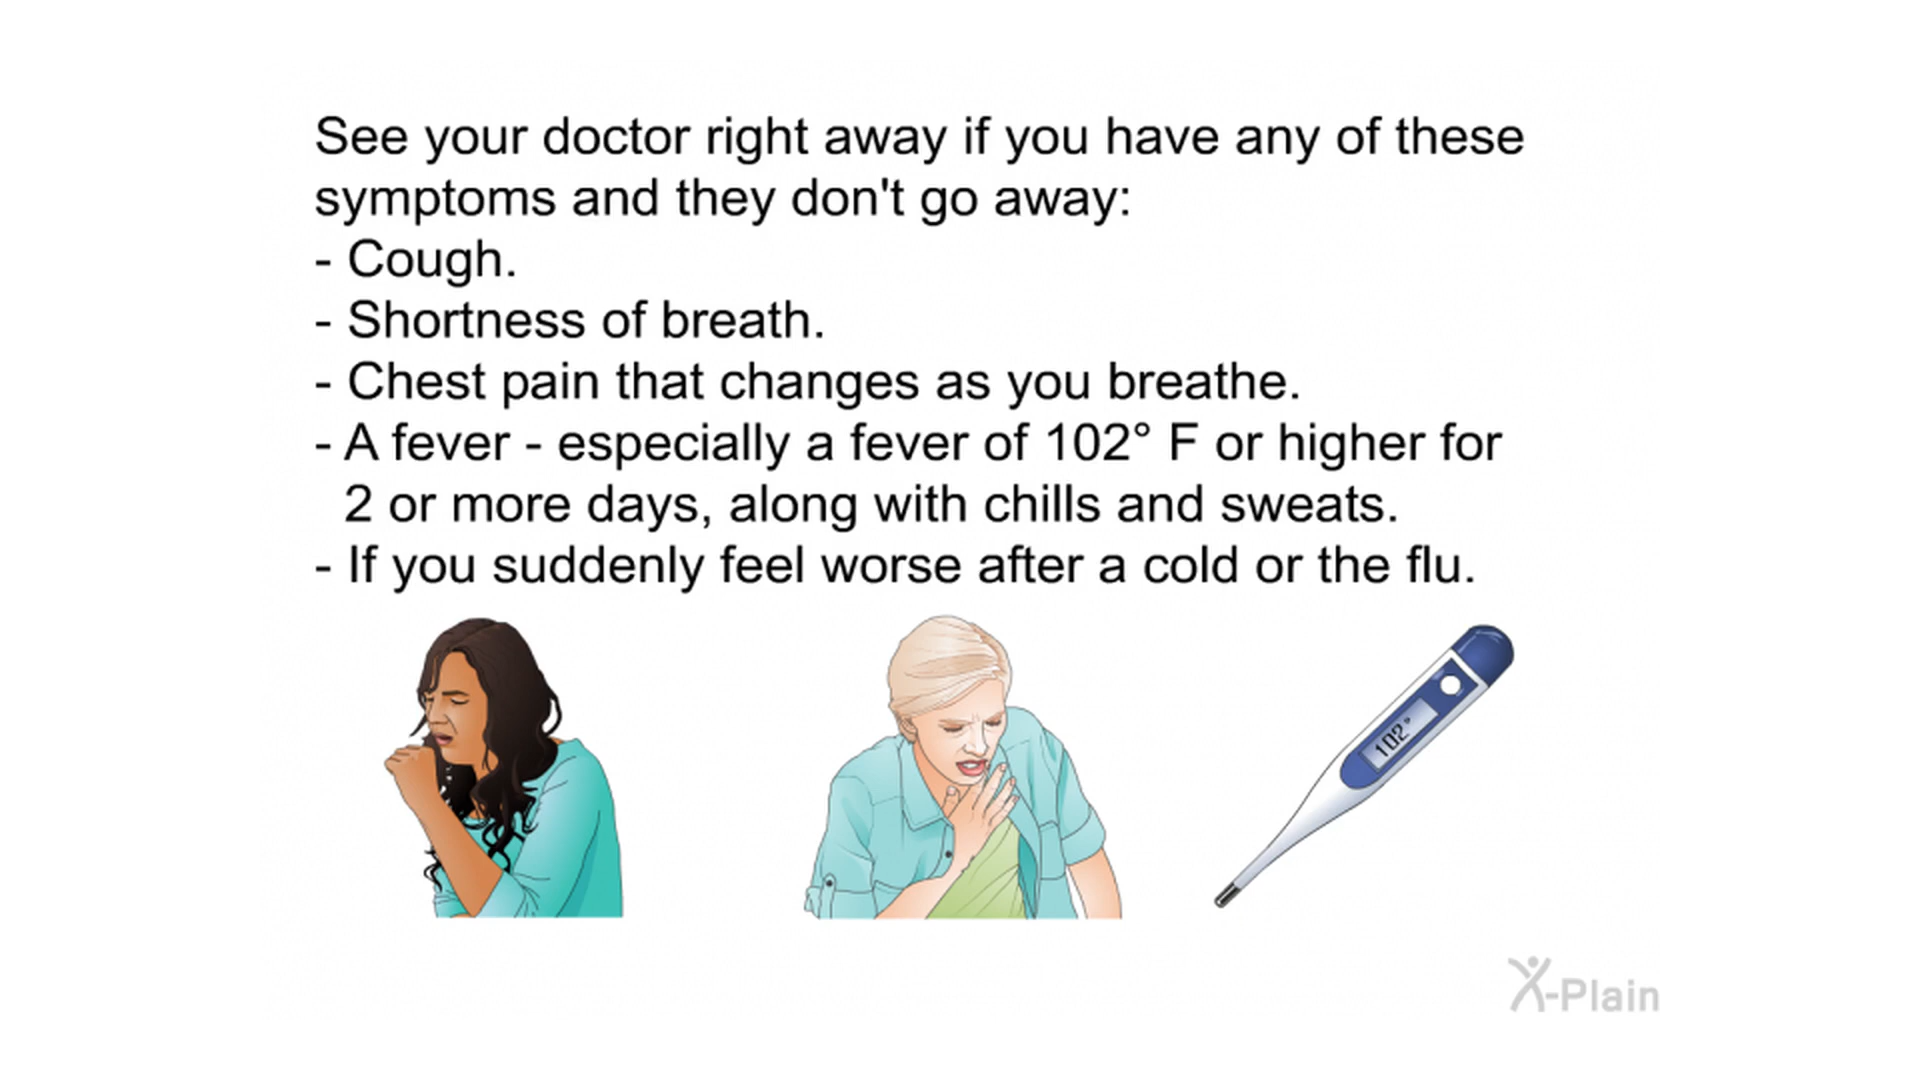 See your doctor right away if you have any of these
symptoms and they don't go away:
- Cough.
- Shortness of breath.
- Chest pain that changes as you breathe.
- A fever - especially a fever of 102° F or higher for
2 or more days, along with chills and sweats.
- If you suddenly feel worse after a cold or the flu.
102°
X-Plain